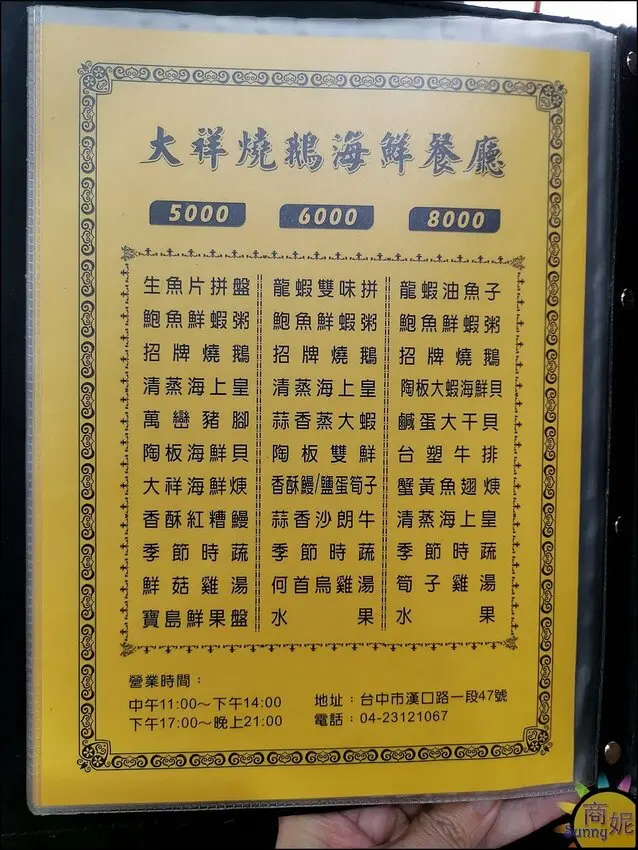 大祥燒鵝海鮮餐廳
5000 6000 8000
生魚片拼盤 龍蝦雙味拼 龍蝦油魚子
鮑魚鮮蝦粥 鮑魚鮮蝦粥 鮑魚鮮蝦粥
招牌燒鵝 招牌燒鵝 招牌燒鵝
清蒸海上皇 清蒸海上皇 陶板大蝦海鮮貝
萬巒豬腳 蒜香蒸大蝦 鹹蛋大干貝
陶板海鮮貝 陶板雙鮮 台塑牛排
大祥海鮮焿 香酥鰻/鹽蛋筍子 蟹黃魚翅焿
香酥紅糟鰻 蒜香沙朗牛 清蒸海上皇
季節時蔬 季節時蔬 季節時蔬
鮮菇雞湯 何首烏雞湯 筍子雞湯
寶島鮮果盤 水果 水果
營業時間：
中午11:00～下午14:00 地址：台中市漢口路一段47號
下午17:00～晚上21:00 電話：04-23121067
商妮
Sunny